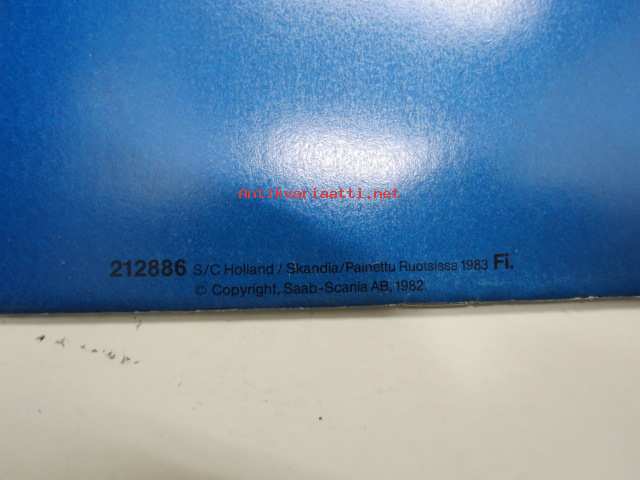 Antikvariaatti.net
212886 S/C Holland / Skandia/Painettu Ruotsissa 1983 Fi.
© Copyright, Saab-Scania AB, 1982